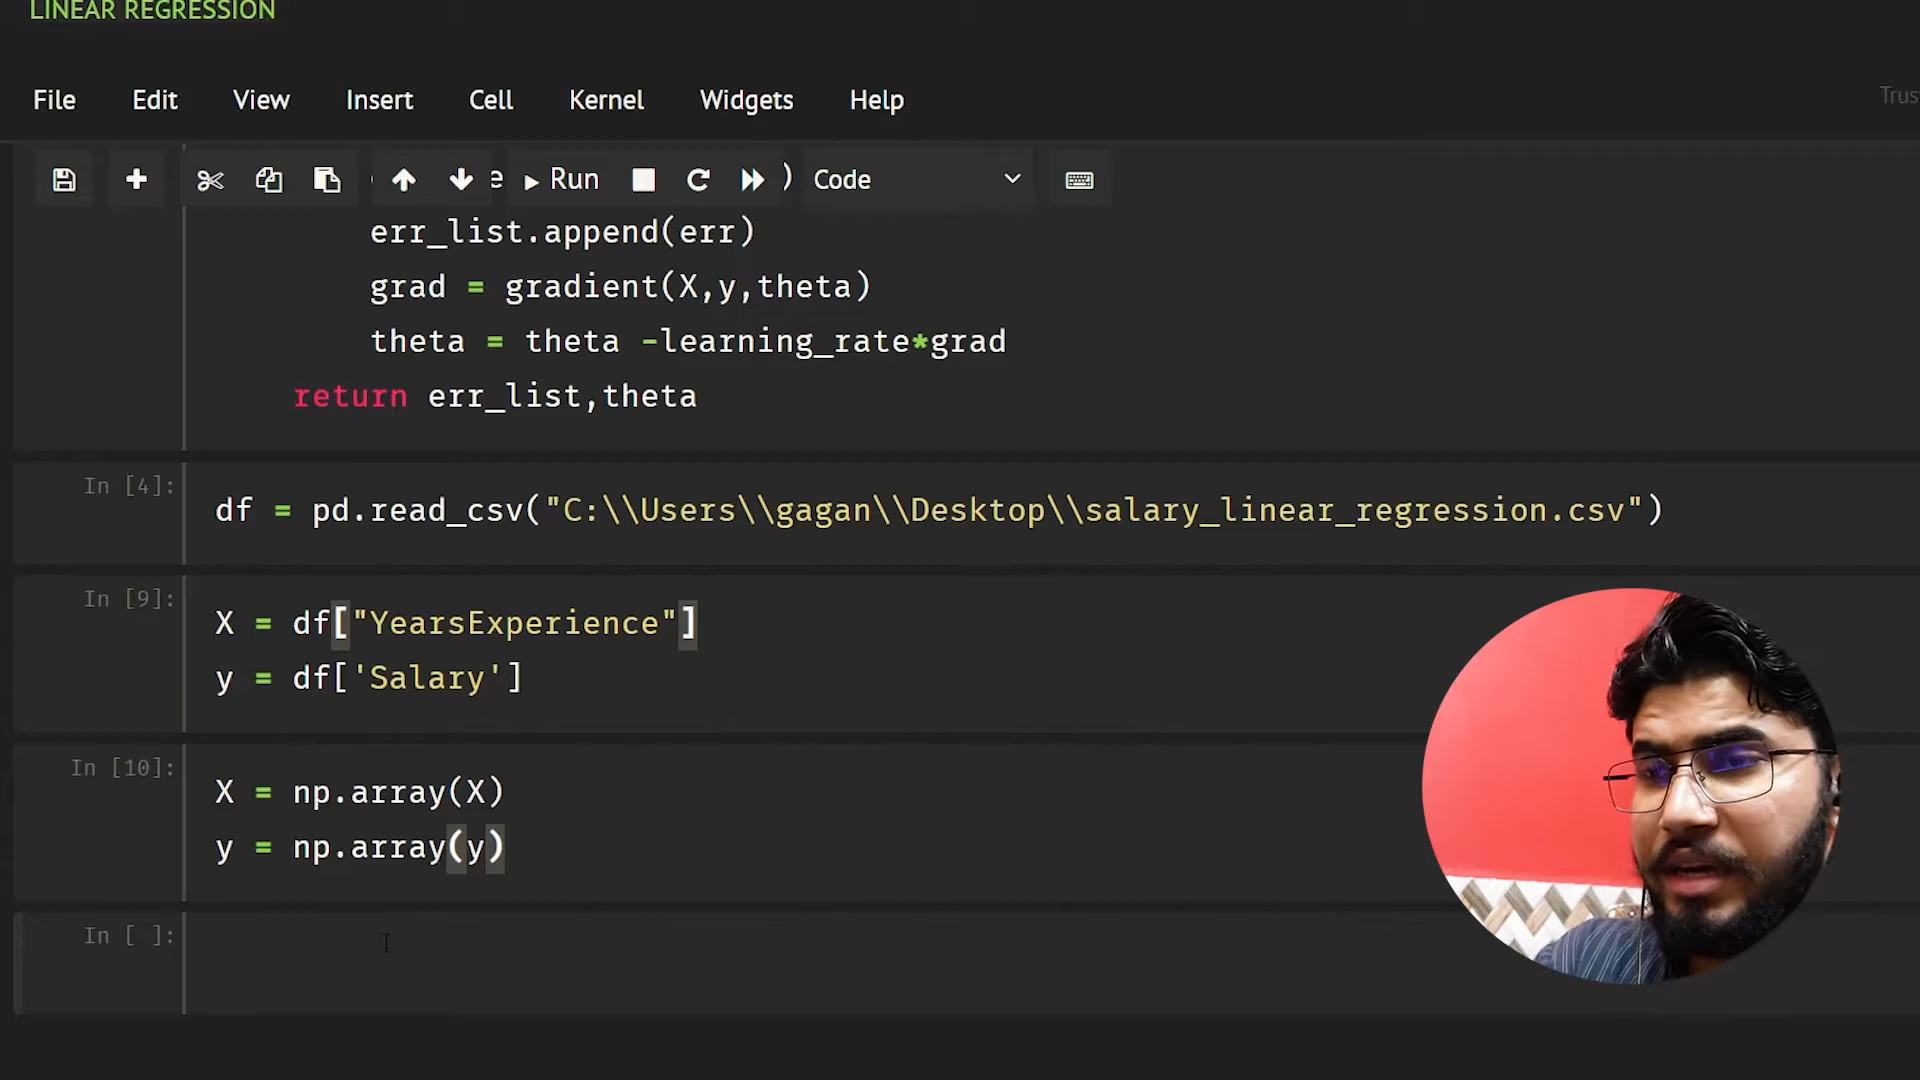 LINEAR REGRESSION
File Edit View Insert Cell Kernel Widgets Help
Trus
e Run ) Code
err_list.append(err)
grad = gradient(X,y,theta)
theta = theta -learning_rate*grad
return err_list,theta
In [4]: df = pd.read_csv("C:\\Users\\gagan\\Desktop\\salary_linear_regression.csv")
In [9]: X = df["YearsExperience"]
y = df['Salary']
In [10]: X = np.array(X)
y = np.array(y)
In [ ]: